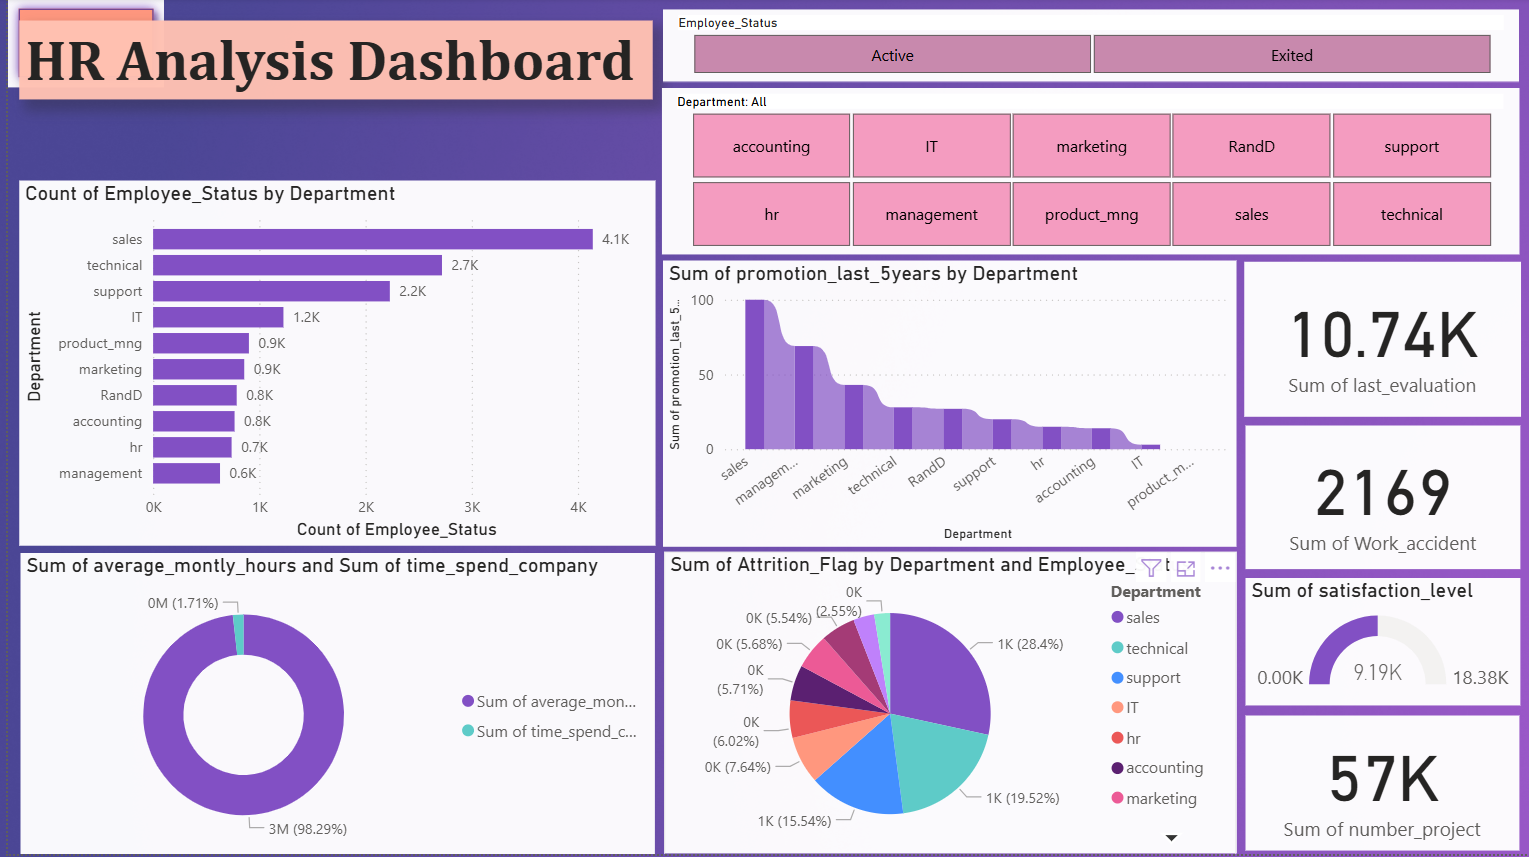 HR Analysis Dashboard
Employee_Status
Active
Exited
Department: All
accounting
IT
marketing
RandD
support
hr
management
product_mng
sales
technical
Count of Employee_Status by Department
Department
sales
4.1K
technical
2.7K
support
2.2K
IT
1.2K
product_mng
0.9K
marketing
0.9K
RandD
0.8K
accounting
0.8K
hr
0.7K
management
0.6K
0K
1K
2K
3K
4K
Count of Employee_Status
Sum of promotion_last_5years by Department
Sum of promotion_last_5...
100
50
0
sales
managem...
marketing
technical
RandD
support
hr
accounting
IT
product_m...
Department
10.74K
Sum of last_evaluation
2169
Sum of Work_accident
Sum of average_montly_hours and Sum of time_spend_company
0M (1.71%)
3M (98.29%)
Sum of average_mon...
Sum of time_spend_c...
Sum of Attrition_Flag by Department and Employee_
t
0K
(2.55%)
0K (5.54%)
0K (5.68%)
0K
(5.71%)
0K
(6.02%)
0K (7.64%)
1K (15.54%)
1K (19.52%)
1K (28.4%)
Department
sales
technical
support
IT
hr
accounting
marketing
Sum of satisfaction_level
0.00K
9.19K
18.38K
57K
Sum of number_project